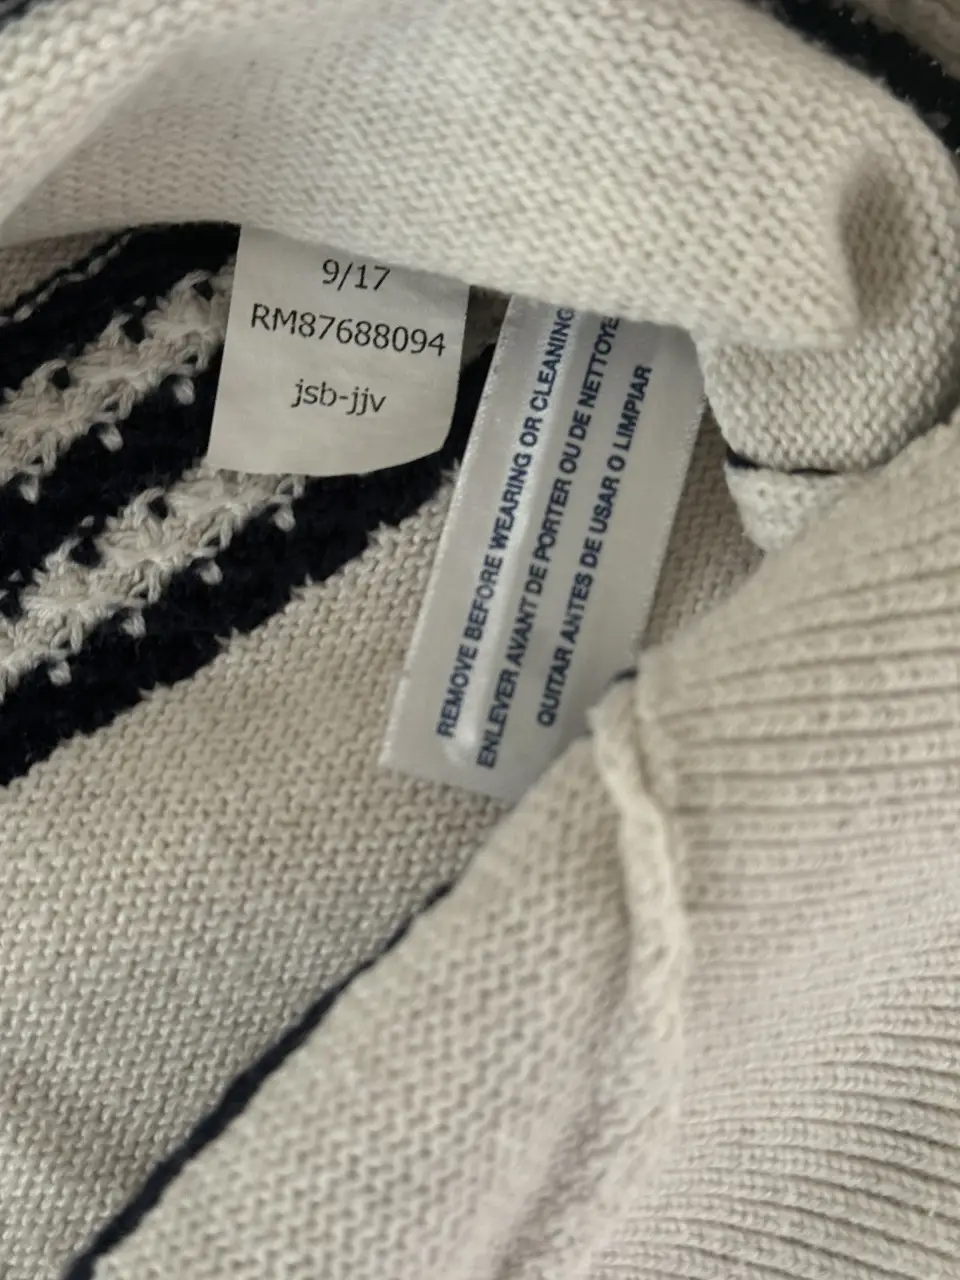 9/17
RM87688094
jsb-jjv
REMOVE BEFORE WEARING OR CLEANING
ENLEVER AVANT DE PORTER OU DE NETTOYE
QUITAR ANTES DE USAR O LIMPIAR